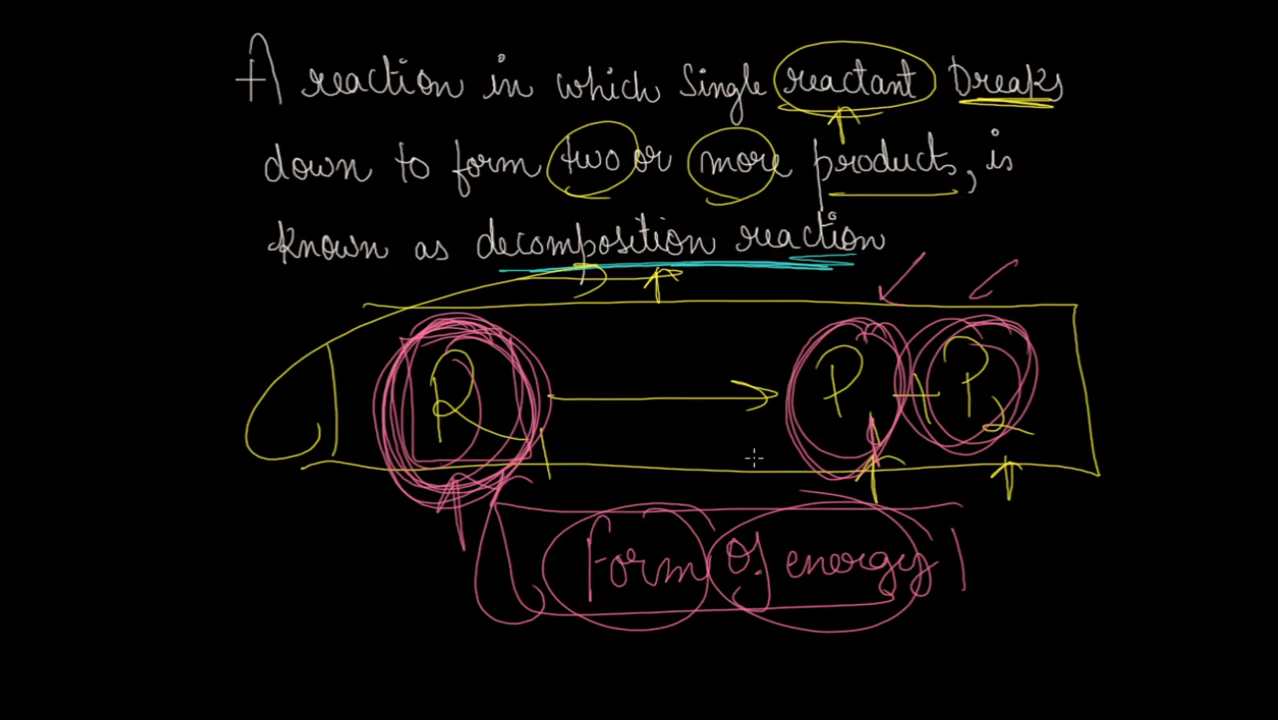 A reaction in which Single reactant breaks
down to form two or more products, is
known as decomposition reaction
R → P1 + P2
form of energy